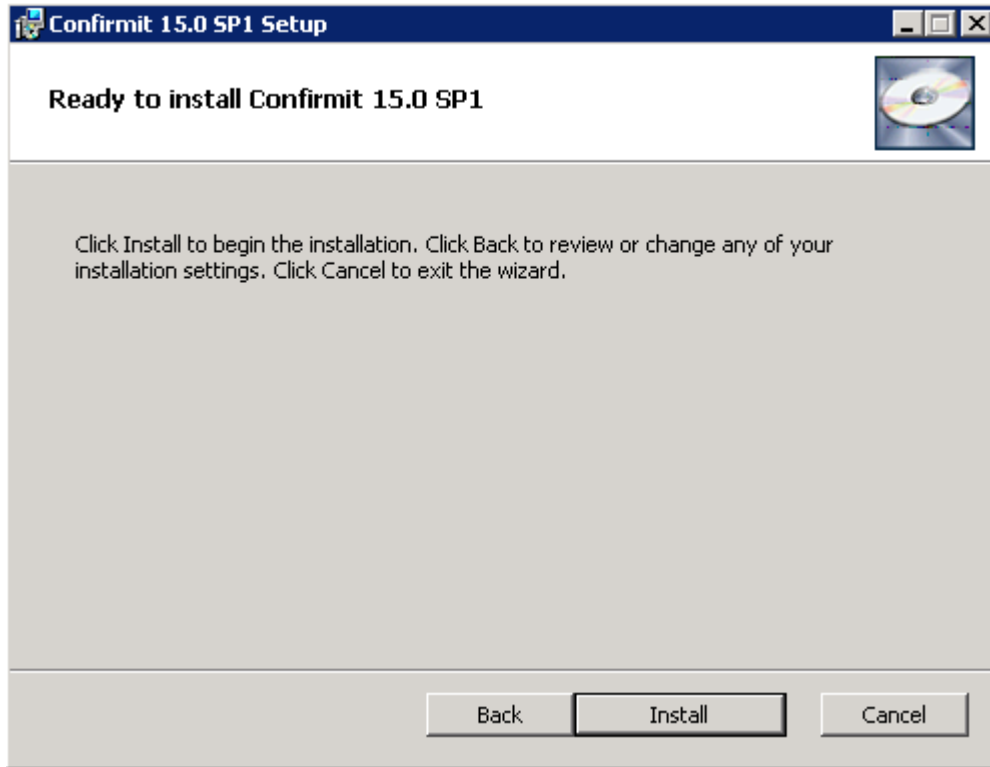 Confirmit 15.0 SP1 Setup
Ready to install Confirmit 15.0 SP1
Click Install to begin the installation. Click Back to review or change any of your
installation settings. Click Cancel to exit the wizard.
Back
Install
Cancel